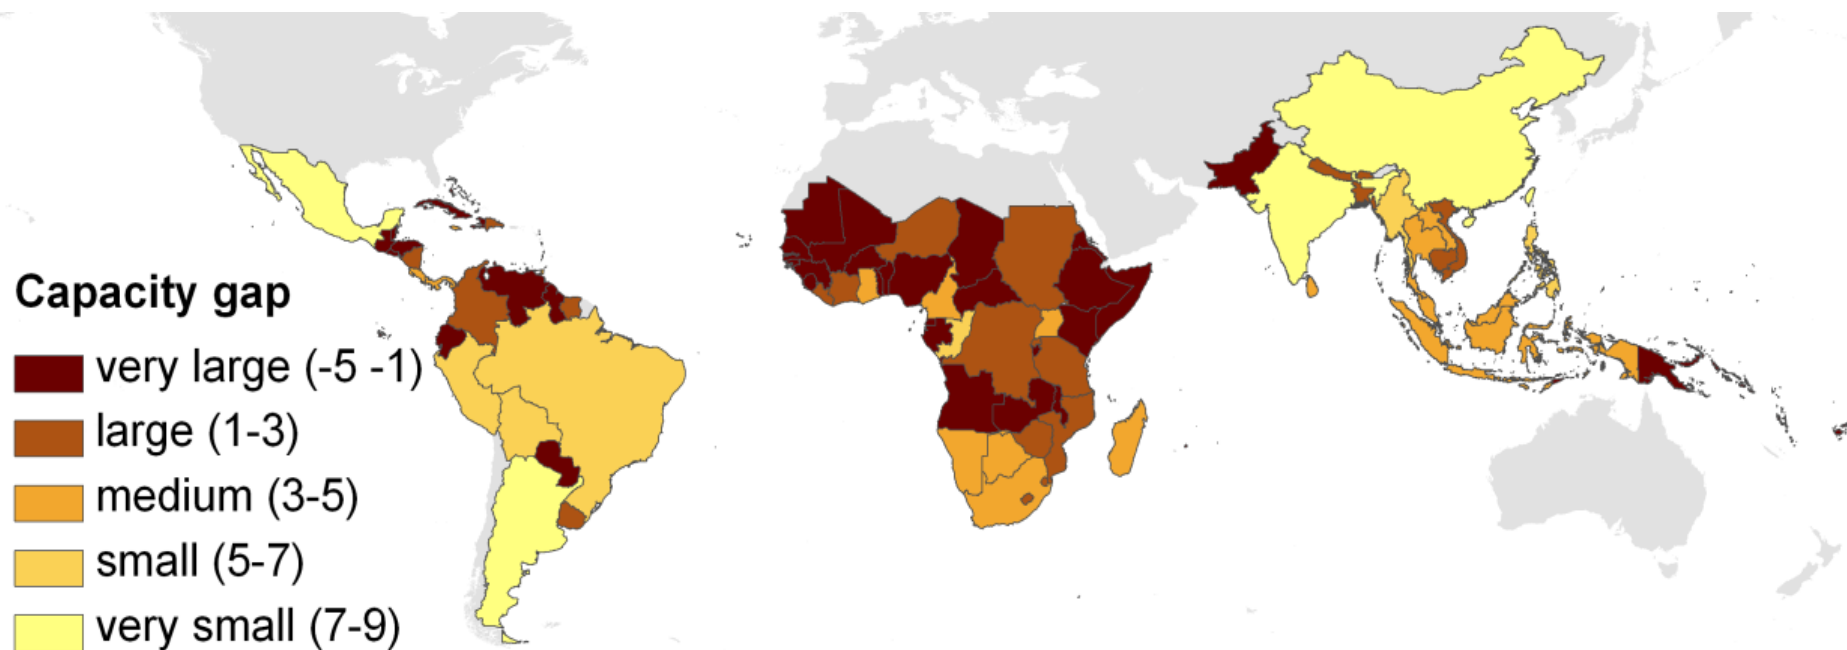 Capacity gap
very large (-5 -1)
large (1-3)
medium (3-5)
small (5-7)
very small (7-9)